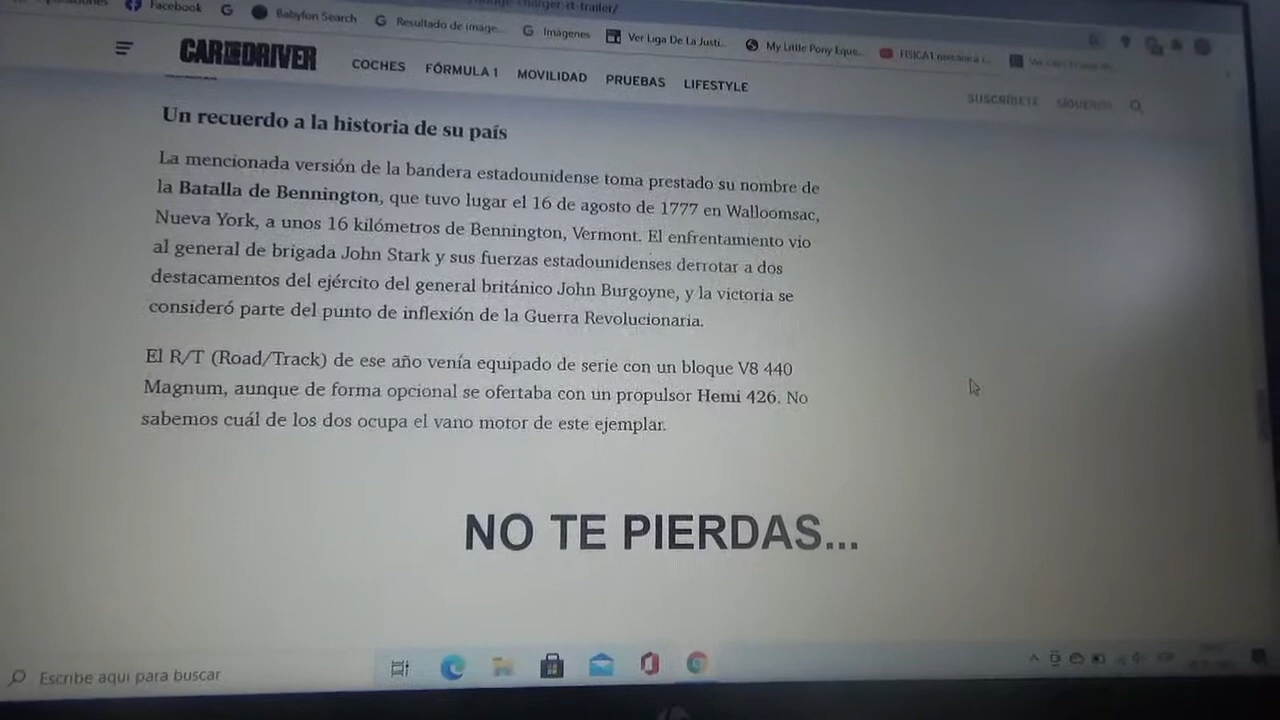 charger-rt-trailer/
Facebook
Babylon Search
Resultado de image...
Imágenes
Ver Liga De La Justi...
My Little Pony Eque...
CAR AND DRIVER
COCHES
FÓRMULA 1
MOVILIDAD
PRUEBAS
LIFESTYLE
SUSCRÍBETE
SÍGUENOS
Un recuerdo a la historia de su país
La mencionada versión de la bandera estadounidense toma prestado su nombre de
la Batalla de Bennington, que tuvo lugar el 16 de agosto de 1777 en Walloomsac,
Nueva York, a unos 16 kilómetros de Bennington, Vermont. El enfrentamiento vio
al general de brigada John Stark y sus fuerzas estadounidenses derrotar a dos
destacamentos del ejército del general británico John Burgoyne, y la victoria se
consideró parte del punto de inflexión de la Guerra Revolucionaria.
El R/T (Road/Track) de ese año venía equipado de serie con un bloque V8 440
Magnum, aunque de forma opcional se ofertaba con un propulsor Hemi 426. No
sabemos cuál de los dos ocupa el vano motor de este ejemplar.
NO TE PIERDAS...
Escribe aquí para buscar